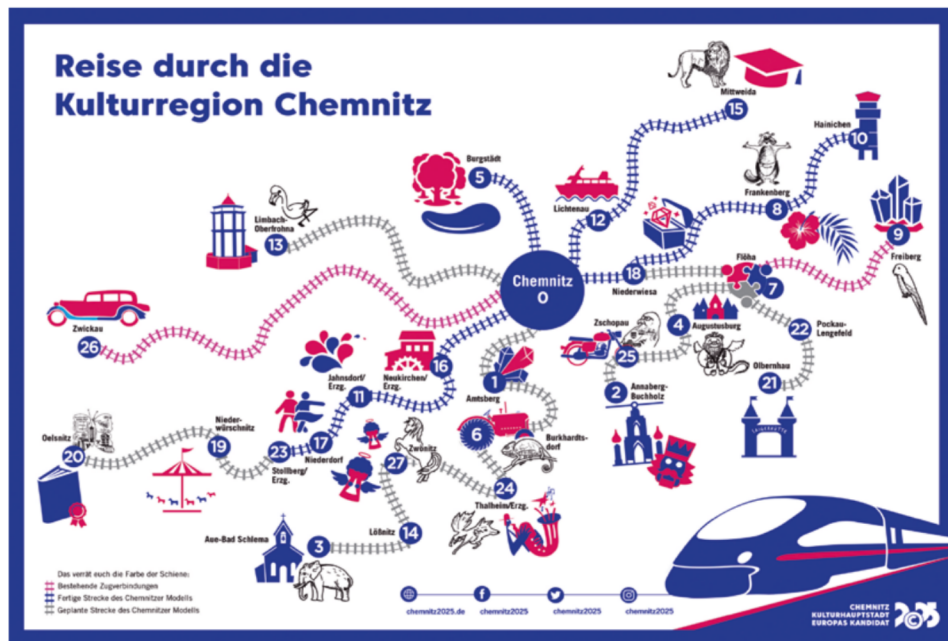 Reise durch die
Kulturregion Chemnitz
Mittweida
15
Hainichen
10
Burgstädt
5
Frankenberg
8
Lichtenau
12
Limbach-
Oberfrohna
13
9
Freiberg
Chemnitz
0
18
Niederwiesa
Flöha
7
Zwickau
26
Zschopau
25
4
Augustusburg
22
Pockau-
Lengefeld
Olbernhau
21
2
Annaberg-
Buchholz
16
Neukirchen/
Erzg.
Jahnsdorf/
Erzg.
11
1
Amtsberg
6
Burkhardts-
dorf
Oelsnitz
20
Nieder-
würschnitz
19
23
Stollberg/
Erzg.
17
Niederdorf
Zwönitz
27
24
Thalheim/Erzg.
Aue-Bad Schlema
3
Lößnitz
14
Das verrät euch die Farbe der Schiene:
Bestehende Zugverbindungen
Fertige Strecke des Chemnitzer Modells
Geplante Strecke des Chemnitzer Modells
chemnitz2025.de
chemnitz2025
chemnitz2025
chemnitz2025
CHEMNITZ
KULTURHAUPTSTADT
EUROPAS KANDIDAT
2025